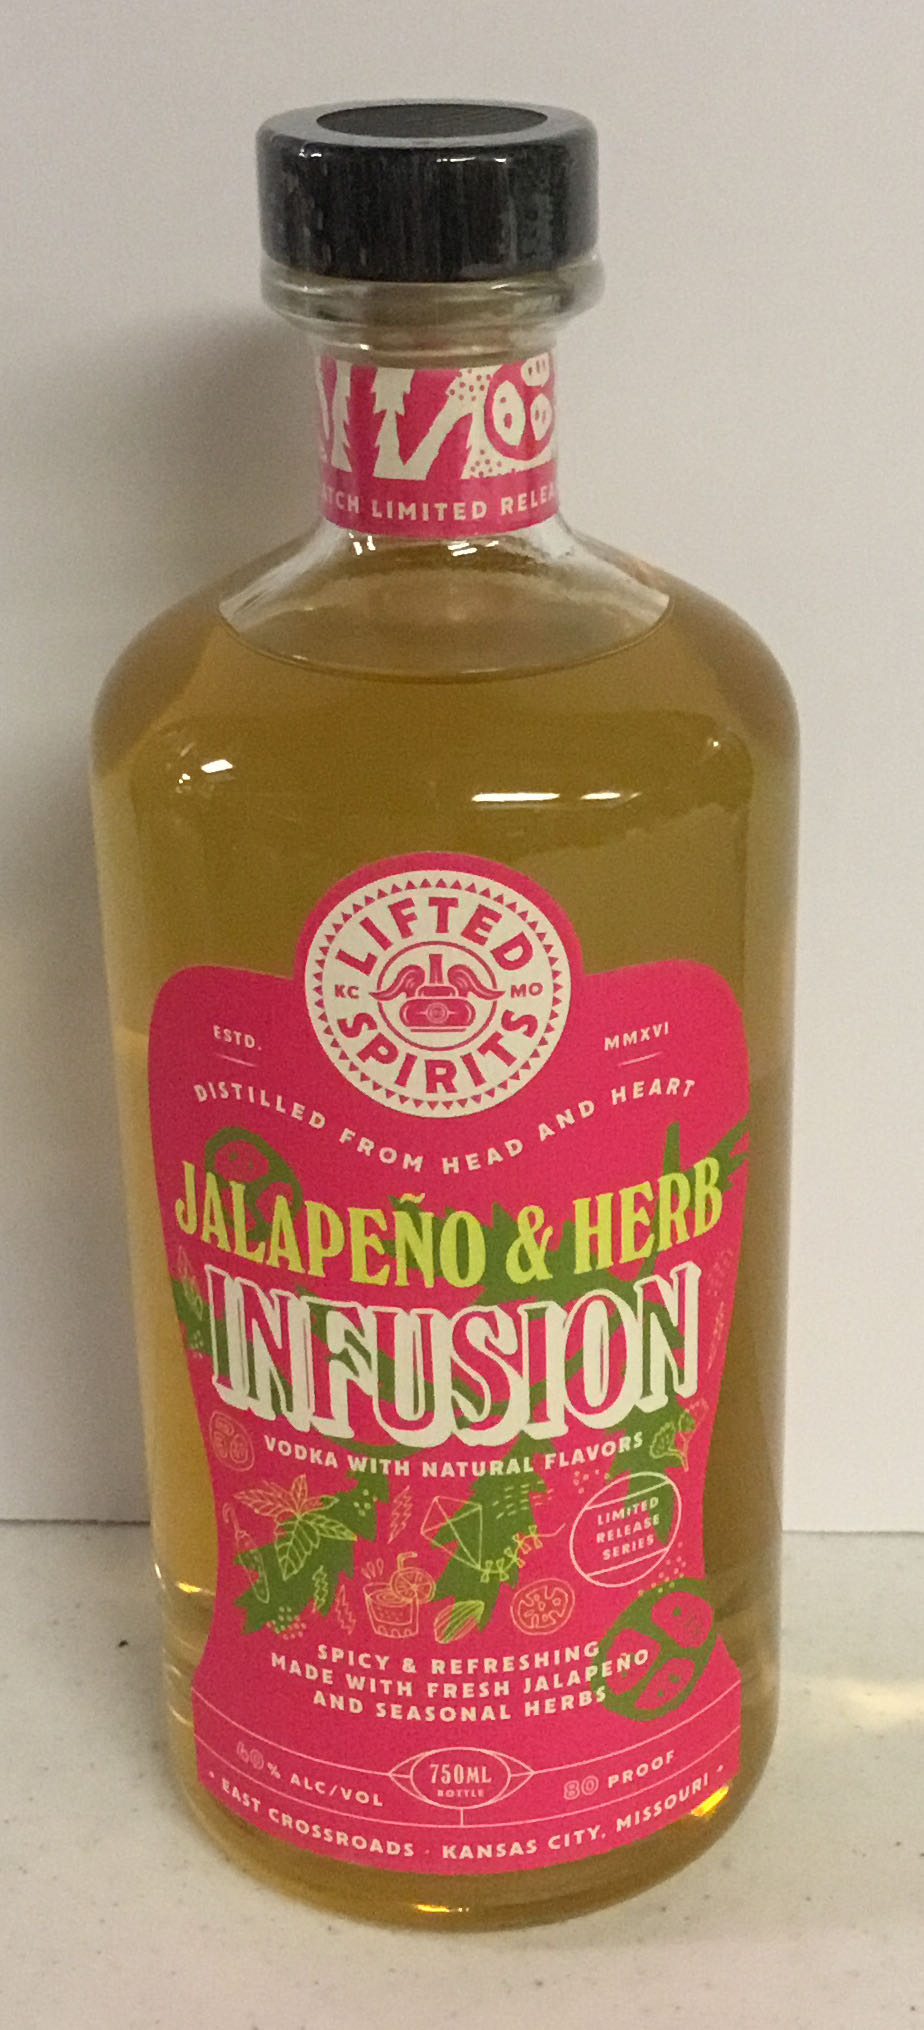 ATCH LIMITED RELEA
LIFTED
KC MO
SPIRITS
ESTD. MMXVI
DISTILLED FROM HEAD AND HEART
JALAPEÑO & HERB
INFUSION
VODKA WITH NATURAL FLAVORS
LIMITED
RELEASE
SERIES
SPICY & REFRESHING
MADE WITH FRESH JALAPEÑO
AND SEASONAL HERBS
40% ALC/VOL
750ML
BOTTLE
80 PROOF
· EAST CROSSROADS · KANSAS CITY, MISSOURI ·